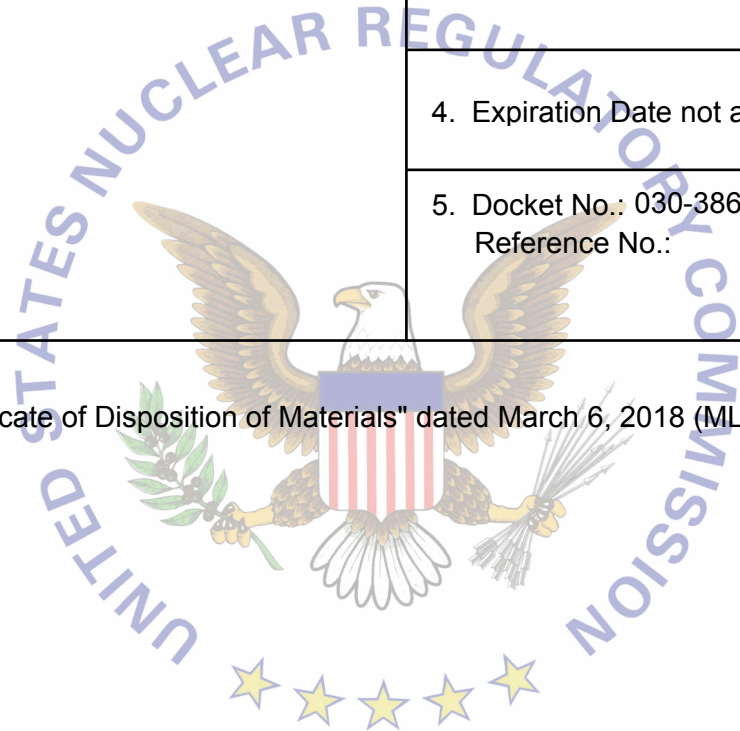 UNITED STATES NUCLEAR REGULATORY COMMISSION
4. Expiration Date not a
5. Docket No.: 030-386
Reference No.:
cate of Disposition of Materials" dated March 6, 2018 (ML